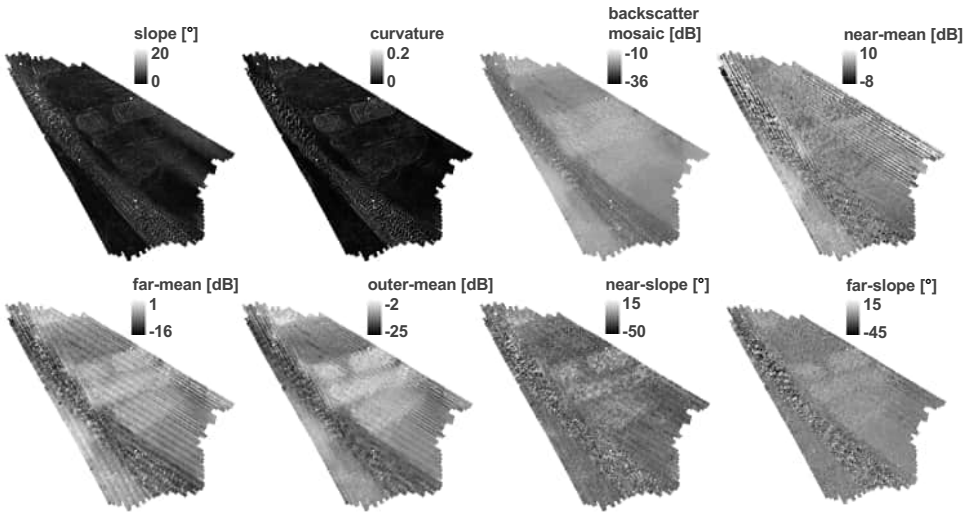 slope [°]
20
0
curvature
0.2
0
backscatter
mosaic [dB]
-10
-36
near-mean [dB]
10
-8
far-mean [dB]
1
-16
outer-mean [dB]
-2
-25
near-slope [°]
15
-50
far-slope [°]
15
-45